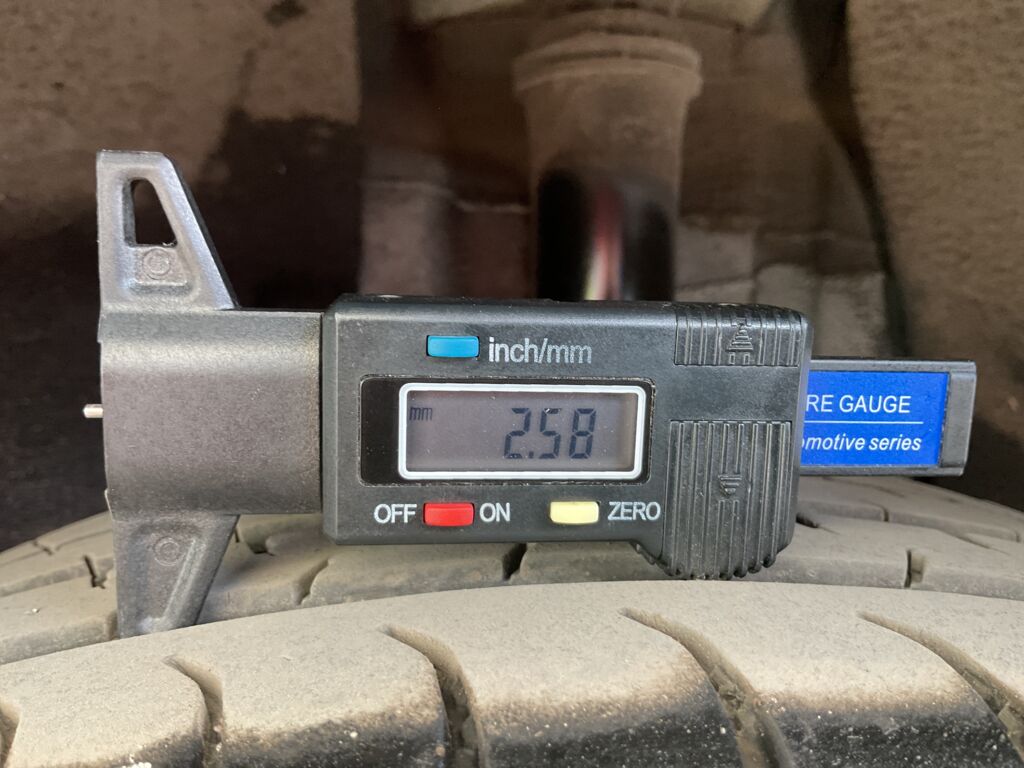 inch/mm
mm 2.58
OFF ON ZERO
RE GAUGE
omotive series